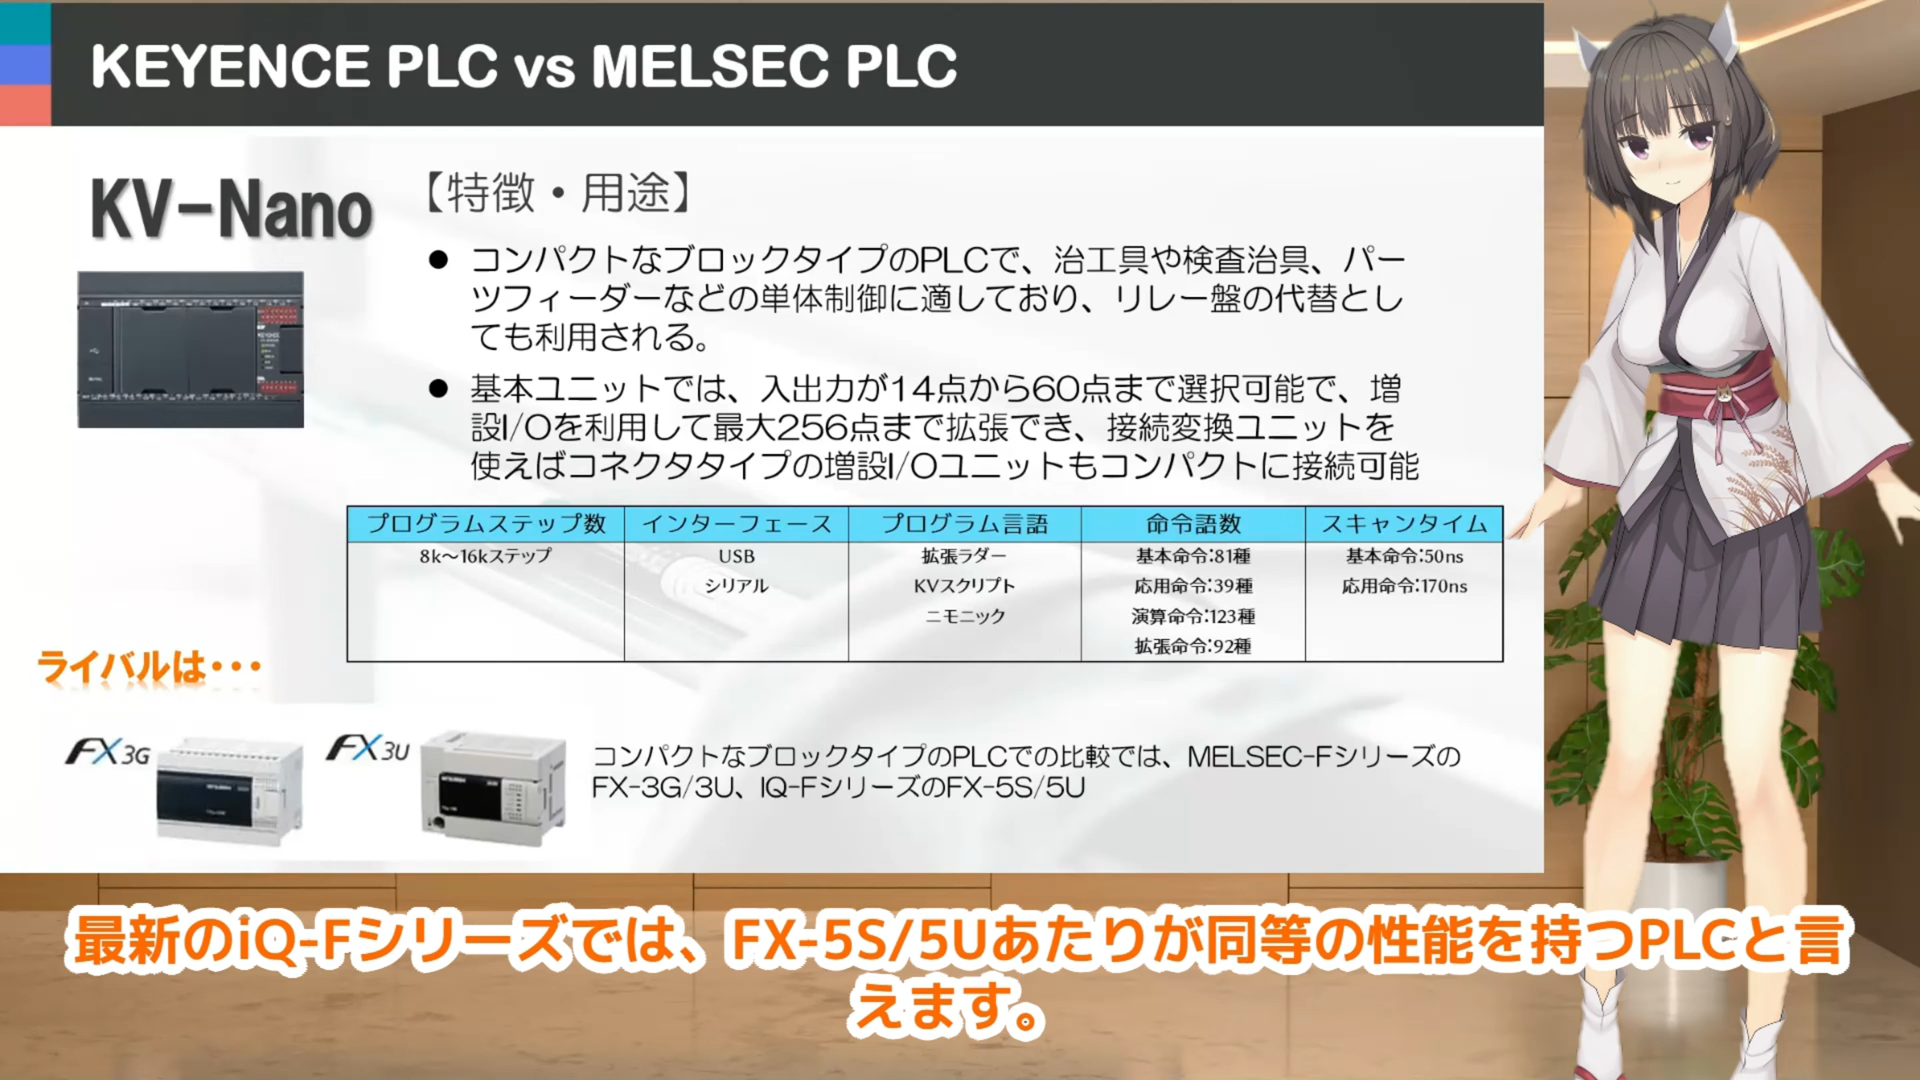 KEYENCE PLC vs MELSEC PLC
KV-Nano
【特徴・用途】
● コンパクトなブロックタイプのPLCで、治工具や検査治具、パー
ツフィーダーなどの単体制御に適しており、リレー盤の代替とし
ても利用される。
● 基本ユニットでは、入出力が14点から60点まで選択可能で、増
設I/Oを利用して最大256点まで拡張でき、接続変換ユニットを
使えばコネクタタイプの増設I/Oユニットもコンパクトに接続可能
プログラムステップ数 インターフェース プログラム言語 命令語数 スキャンタイム
8k～16kステップ USB 拡張ラダー 基本命令:81種 基本命令:50ns
シリアル KVスクリプト 応用命令:39種 応用命令:170ns
ニモニック 演算命令:123種
拡張命令:92種
ライバルは・・・
FX3G
FX3U
コンパクトなブロックタイプのPLCでの比較では、MELSEC-Fシリーズの
FX-3G/3U、IQ-FシリーズのFX-5S/5U
最新のiQ-Fシリーズでは、FX-5S/5Uあたりが同等の性能を持つPLCと言
えます。